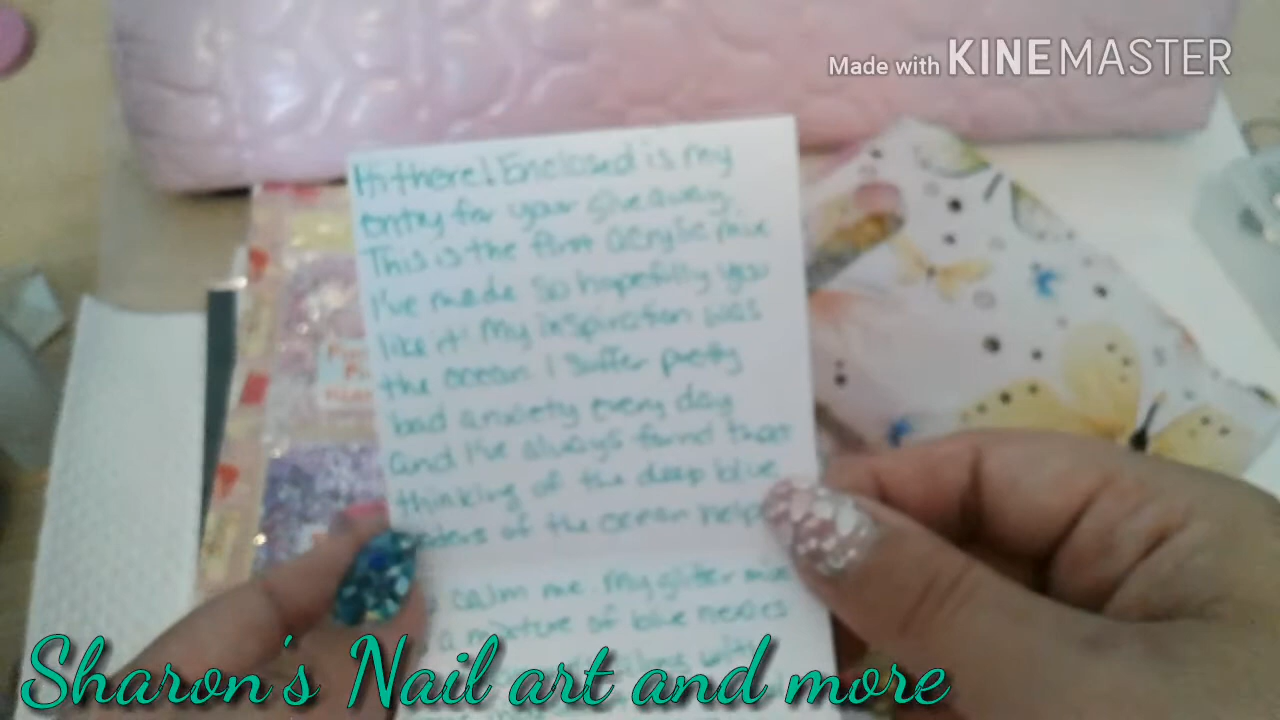 Made with KINEMASTER
Hi there! Enclosed is my
entry for your giveaway.
This is the first acrylic mix
I've made so hopefully you
like it! My inspiration was
the ocean. I suffer pretty
bad anxiety every day
and I've always found that
thinking of the deep blue
of the ocean help
calm me. My glitter mix
a mixture of blue
Sharon's Nail art and more